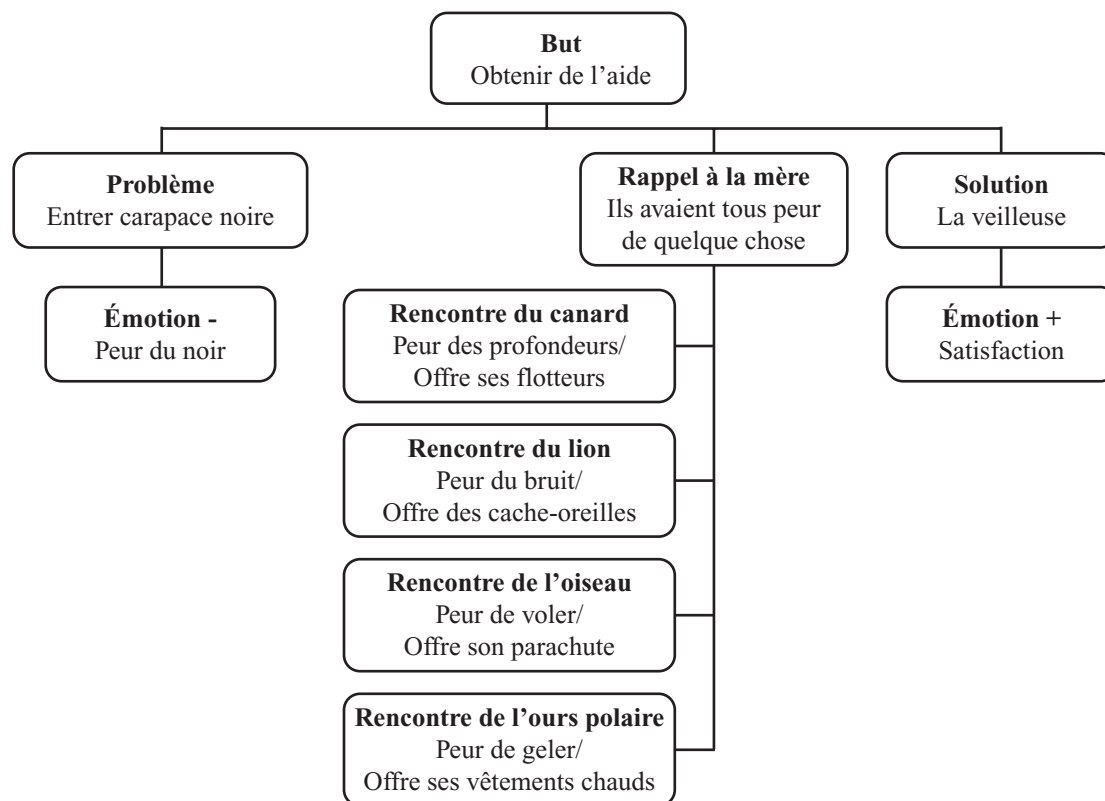 But
Obtenir de l’aide
Problème
Entrer carapace noire
Émotion -
Peur du noir
Rappel à la mère
Ils avaient tous peur
de quelque chose
Rencontre du canard
Peur des profondeurs/
Offre ses flotteurs
Rencontre du lion
Peur du bruit/
Offre des cache-oreilles
Rencontre de l’oiseau
Peur de voler/
Offre son parachute
Rencontre de l’ours polaire
Peur de geler/
Offre ses vêtements chauds
Solution
La veilleuse
Émotion +
Satisfaction